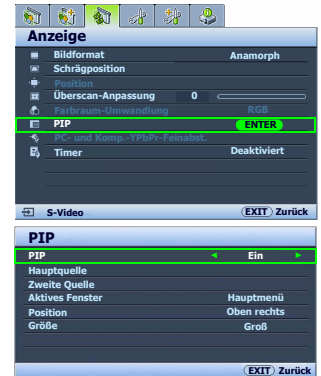 Anzeige
Bildformat Anamorph
Schrägposition
Position
Überscan-Anpassung 0
Farbraum-Umwandlung RGB
PIP ENTER
PC- und Komp.-YPbPr-Feinabst.
Timer Deaktiviert
S-Video EXIT Zurück
PIP
PIP Ein
Hauptquelle
Zweite Quelle
Aktives Fenster Hauptmenü
Position Oben rechts
Größe Groß
EXIT Zurück